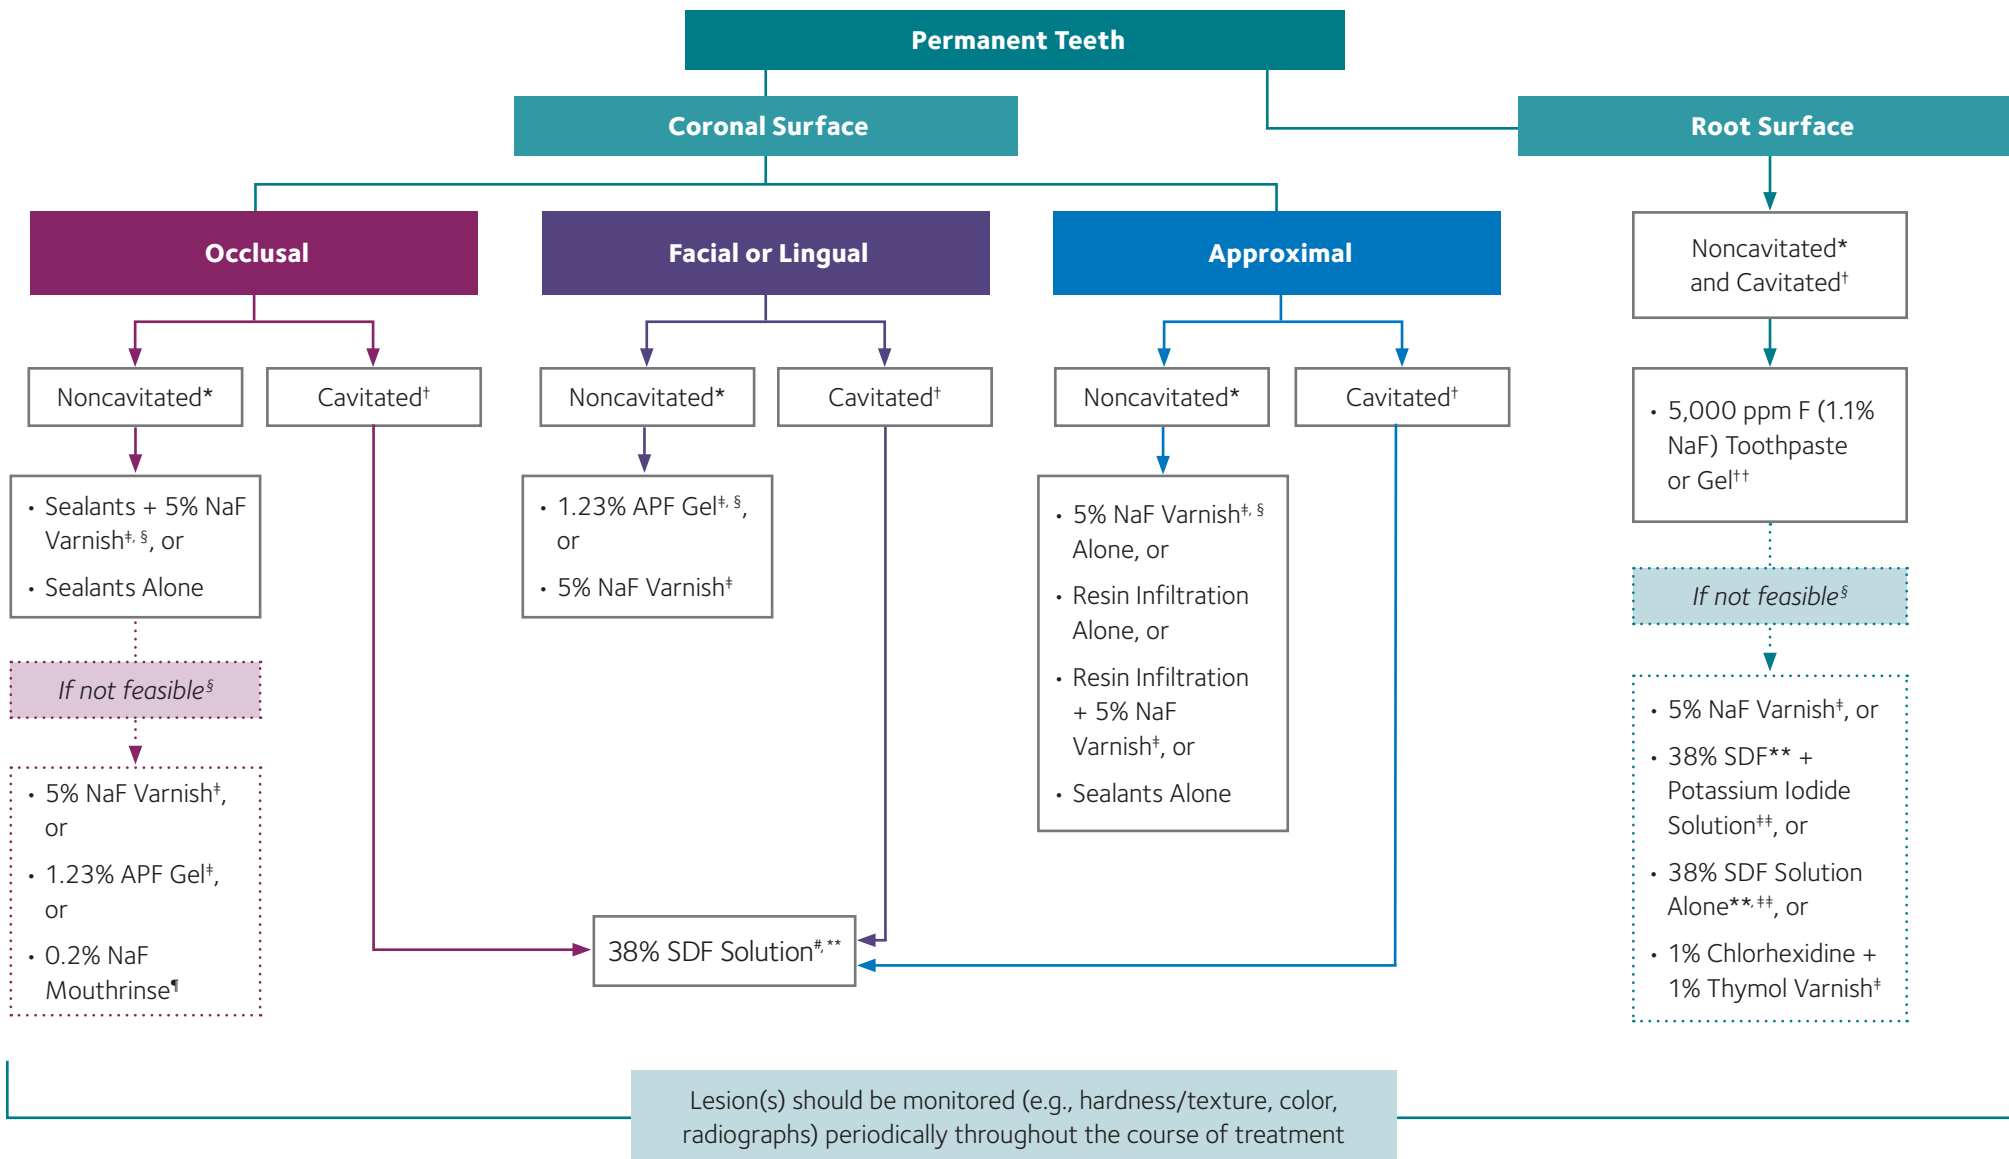 Permanent Teeth
Coronal Surface
Root Surface
Occlusal
Facial or Lingual
Approximal
Noncavitated*
and Cavitated†
Noncavitated*
Cavitated†
Noncavitated*
Cavitated†
Noncavitated*
Cavitated†
• Sealants + 5% NaF
Varnish‡, §, or
• Sealants Alone
If not feasible§
• 5% NaF Varnish‡,
or
• 1.23% APF Gel‡,
or
• 0.2% NaF
Mouthrinse¶
• 1.23% APF Gel‡, §,
or
• 5% NaF Varnish‡
• 5% NaF Varnish‡, §
Alone, or
• Resin Infiltration
Alone, or
• Resin Infiltration
+ 5% NaF
Varnish‡, or
• Sealants Alone
38% SDF Solution#, **
• 5,000 ppm F (1.1%
NaF) Toothpaste
or Gel††
If not feasible§
• 5% NaF Varnish‡, or
• 38% SDF** +
Potassium Iodide
Solution‡‡, or
• 38% SDF Solution
Alone**, ‡‡, or
• 1% Chlorhexidine +
1% Thymol Varnish‡
Lesion(s) should be monitored (e.g., hardness/texture, color,
radiographs) periodically throughout the course of treatment